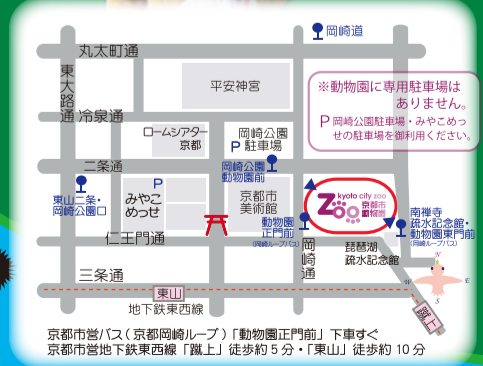 岡崎道
丸太町通
東大路通
平安神宮
※動物園に専用駐車場は
ありません。
P 岡崎公園駐車場・みやこめっ
せの駐車場を御利用ください。
冷泉通
ロームシアター
京都
岡崎公園
P 駐車場
二条通
岡崎公園
動物園前
東山二条・
岡崎公園口
P
みやこ
めっせ
京都市
美術館
kyoto city zoo
ZOO
京都市
動物園
動物園
正門前
(岡崎ループバス)
南禅寺
疏水記念館・
動物園東門前
(岡崎ループバス)
仁王門通
岡崎通
琵琶湖
疏水記念館
N
W
E
S
三条通
東山
地下鉄東西線
蹴上
京都市営バス(京都岡崎ループ)「動物園正門前」下車すぐ
京都市営地下鉄東西線「蹴上」徒歩約5分・「東山」徒歩約10分